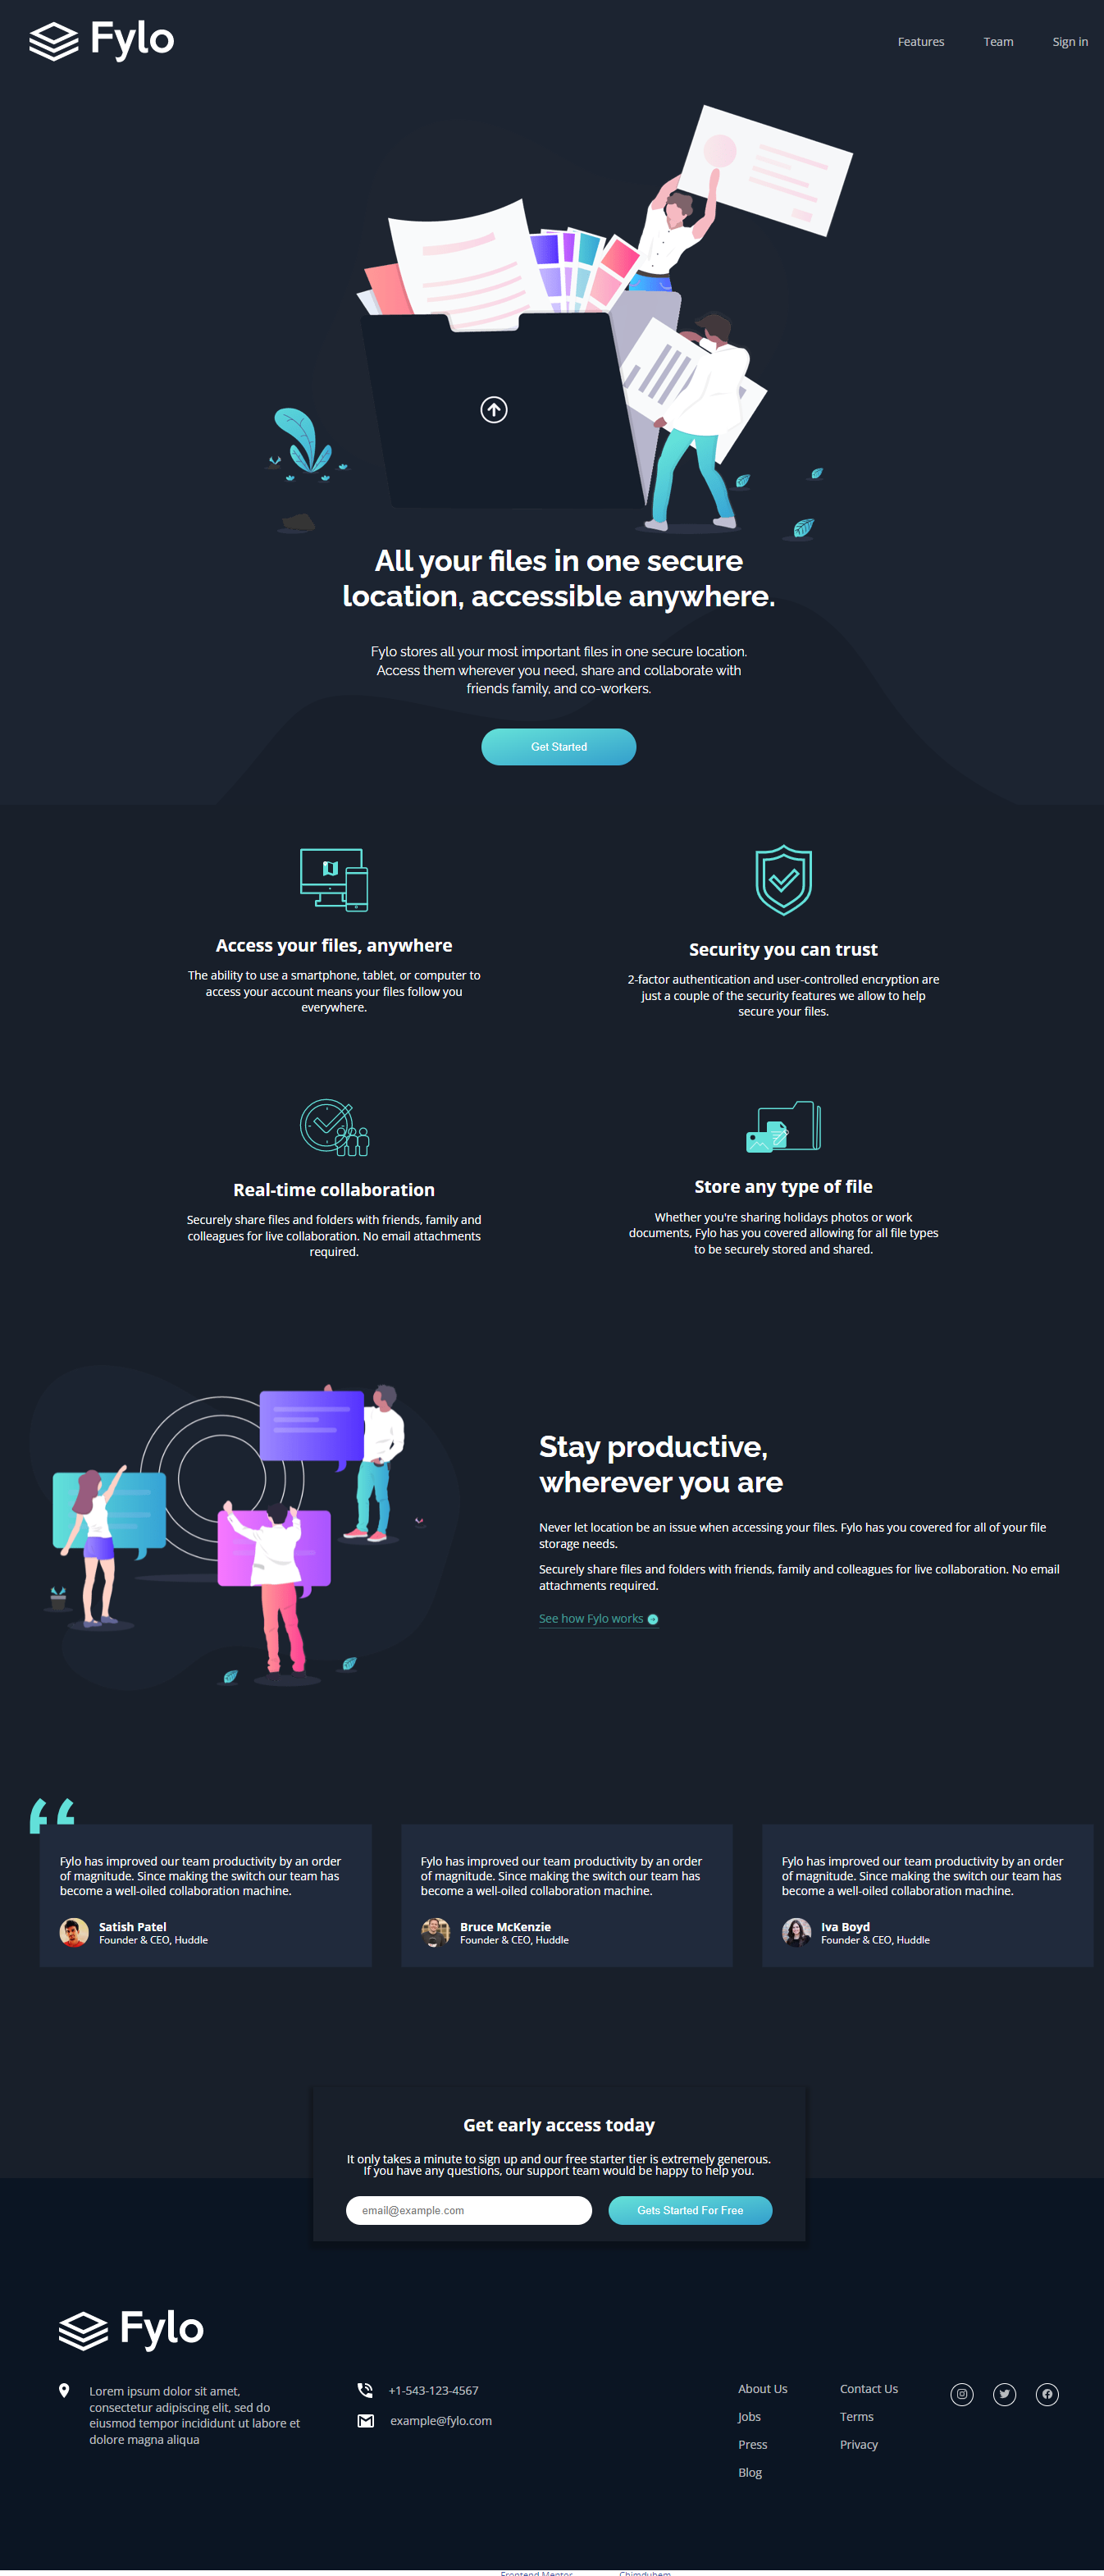 Fylo
Features Team Sign in
All your files in one secure
location, accessible anywhere.
Fylo stores all your most important files in one secure location.
Access them wherever you need, share and collaborate with
friends family, and co-workers.
Get Started
Access your files, anywhere
The ability to use a smartphone, tablet, or computer to
access your account means your files follow you
everywhere.
Security you can trust
2-factor authentication and user-controlled encryption are
just a couple of the security features we allow to help
secure your files.
Real-time collaboration
Securely share files and folders with friends, family and
colleagues for live collaboration. No email attachments
required.
Store any type of file
Whether you're sharing holidays photos or work
documents, Fylo has you covered allowing for all file types
to be securely stored and shared.
Stay productive,
wherever you are
Never let location be an issue when accessing your files. Fylo has you covered for all of your file
storage needs.
Securely share files and folders with friends, family and colleagues for live collaboration. No email
attachments required.
See how Fylo works
Fylo has improved our team productivity by an order
of magnitude. Since making the switch our team has
become a well-oiled collaboration machine.
Satish Patel
Founder & CEO, Huddle
Fylo has improved our team productivity by an order
of magnitude. Since making the switch our team has
become a well-oiled collaboration machine.
Bruce McKenzie
Founder & CEO, Huddle
Fylo has improved our team productivity by an order
of magnitude. Since making the switch our team has
become a well-oiled collaboration machine.
Iva Boyd
Founder & CEO, Huddle
Get early access today
It only takes a minute to sign up and our free starter tier is extremely generous.
If you have any questions, our support team would be happy to help you.
email@example.com
Gets Started For Free
Fylo
Lorem ipsum dolor sit amet,
consectetur adipiscing elit, sed do
eiusmod tempor incididunt ut labore et
dolore magna aliqua
+1-543-123-4567
example@fylo.com
About Us
Jobs
Press
Blog
Contact Us
Terms
Privacy
Frontend Mentor